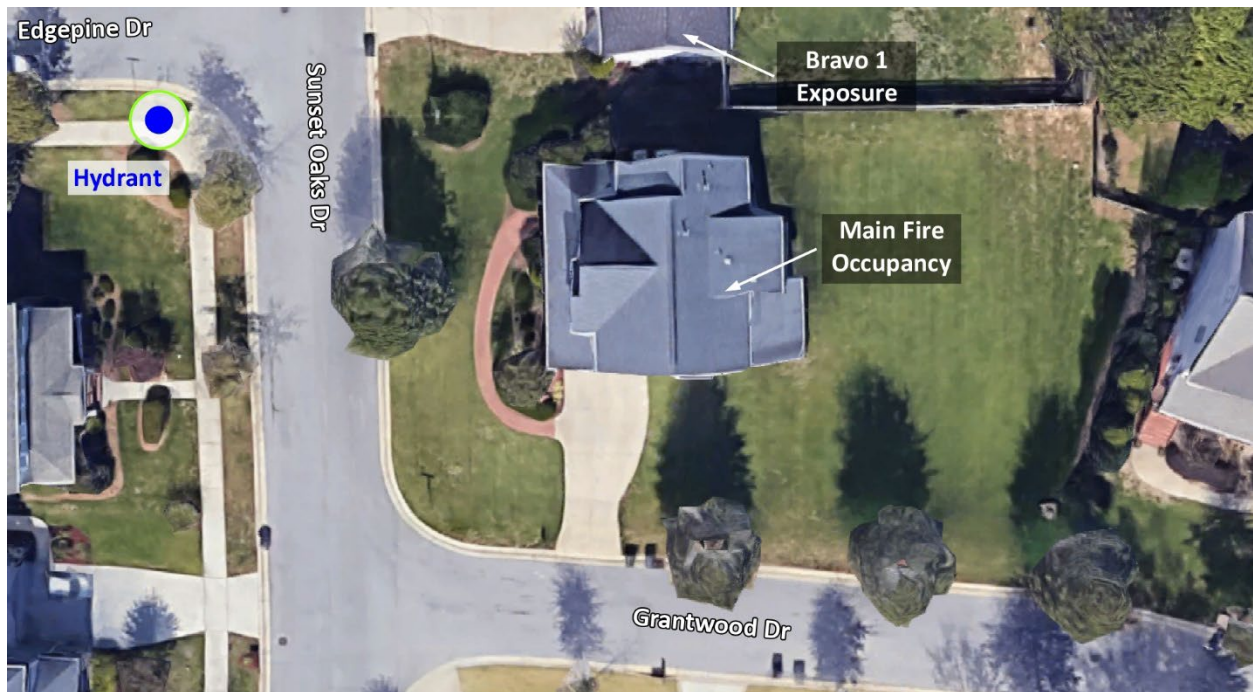 Edgepine Dr
Sunset Oaks Dr
Bravo 1
Exposure
Hydrant
Main Fire
Occupancy
Grantwood Dr